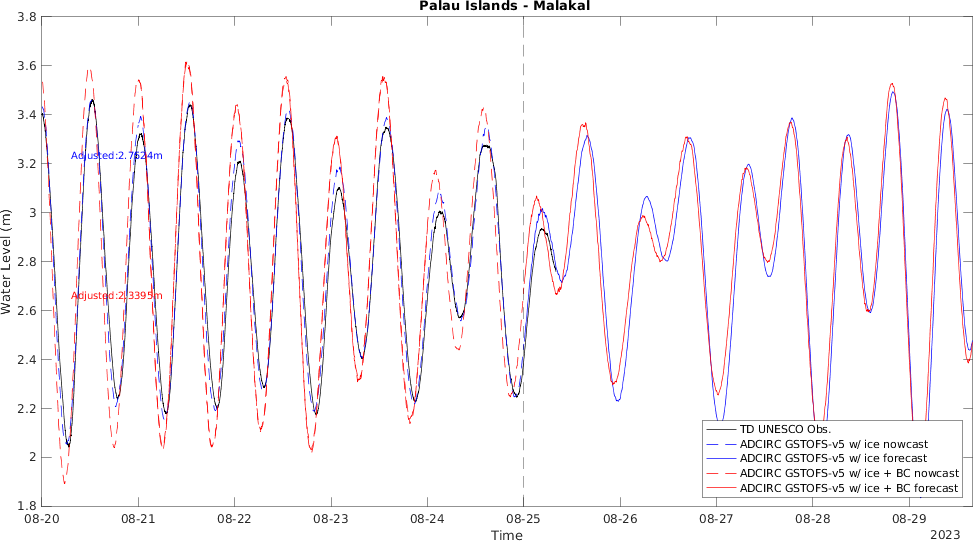 Palau Islands - Malakal
3.8
3.6
3.4
3.2
3
2.8
2.6
2.4
2.2
2
1.8
Water Level (m)
Adjusted:2.7624m
Adjusted:2.3395m
TD UNESCO Obs.
ADCIRC GSTOFS-v5 w/ ice nowcast
ADCIRC GSTOFS-v5 w/ ice forecast
ADCIRC GSTOFS-v5 w/ ice + BC nowcast
ADCIRC GSTOFS-v5 w/ ice + BC forecast
08-20 08-21 08-22 08-23 08-24 08-25 08-26 08-27 08-28 08-29
Time
2023